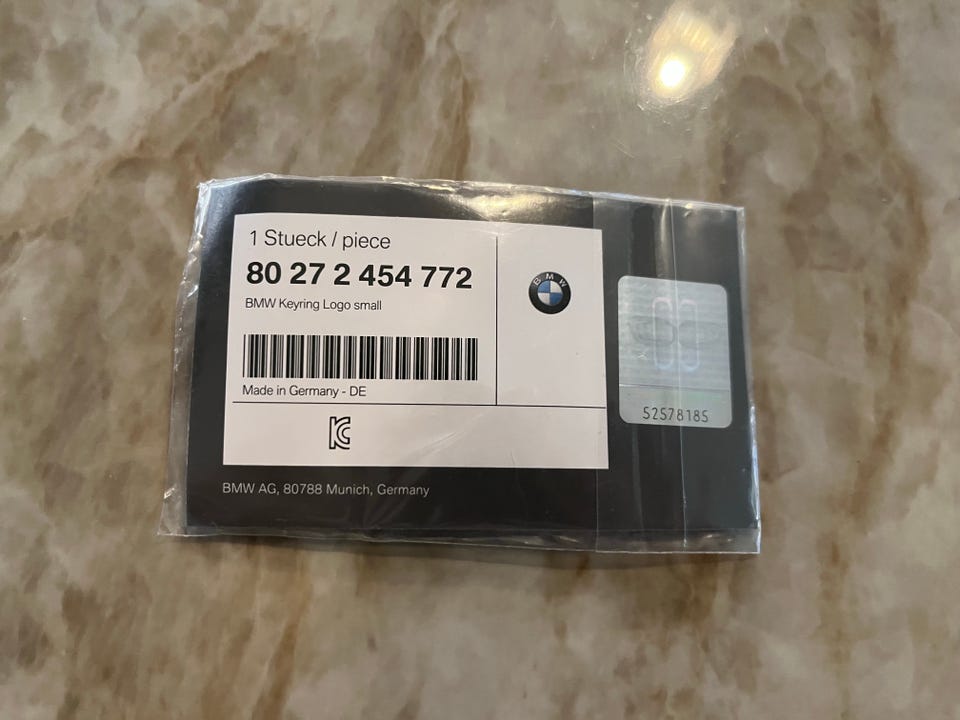 1 Stueck / piece
80 27 2 454 772
BMW Keyring Logo small
Made in Germany - DE
BMW
KC
BMW AG, 80788 Munich, Germany
52578185